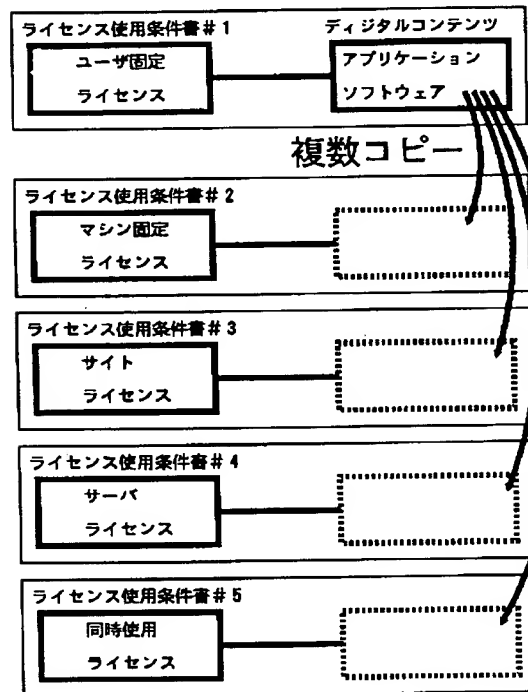 ライセンス使用条件書#1
ディジタルコンテンツ
ユーザ固定
ライセンス
アプリケーション
ソフトウェア
複数コピー
ライセンス使用条件書#2
マシン固定
ライセンス
ライセンス使用条件書#3
サイト
ライセンス
ライセンス使用条件書#4
サーバ
ライセンス
ライセンス使用条件書#5
同時使用
ライセンス